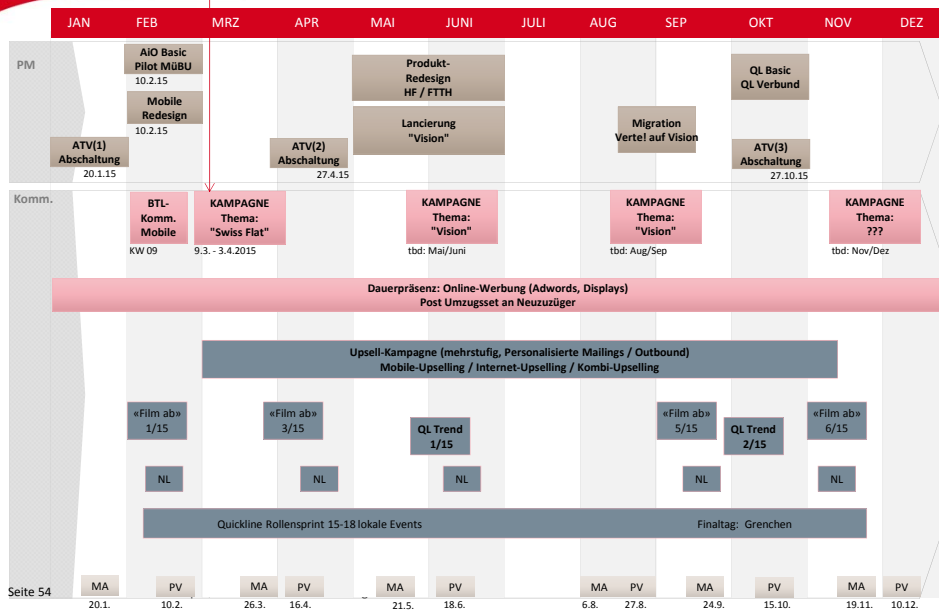 JAN FEB MRZ APR MAI JUNI JULI AUG SEP OKT NOV DEZ
PM
AiO Basic
Pilot MüBU
10.2.15
Mobile
Redesign
10.2.15
ATV(1)
Abschaltung
20.1.15
ATV(2)
Abschaltung
27.4.15
Produkt-
Redesign
HF / FTTH
Lancierung
"Vision"
Migration
Verte! auf Vision
QL Basic
QL Verbund
ATV(3)
Abschaltung
27.10.15
Komm.
BTL-
Komm.
Mobile
KW 09
KAMPAGNE
Thema:
"Swiss Flat"
9.3. - 3.4.2015
KAMPAGNE
Thema:
"Vision"
tbd: Mai/Juni
KAMPAGNE
Thema:
"Vision"
tbd: Aug/Sep
KAMPAGNE
Thema:
???
tbd: Nov/Dez
Dauerpräsenz: Online-Werbung (Adwords, Displays)
Post Umzugsset an Neuzuzüger
Upsell-Kampagne (mehrstufig, Personalisierte Mailings / Outbound)
Mobile-Upselling / Internet-Upselling / Kombi-Upselling
«Film ab»
1/15
«Film ab»
3/15
QL Trend
1/15
«Film ab»
5/15
QL Trend
2/15
«Film ab»
6/15
NL NL NL NL NL
Quickline Rollensprint 15-18 lokale Events Finaltag: Grenchen
MA PV MA PV MA PV MA PV MA PV MA PV
20.1. 10.2. 26.3. 16.4. 21.5. 18.6. 6.8. 27.8. 24.9. 15.10. 19.11. 10.12.
Seite 54